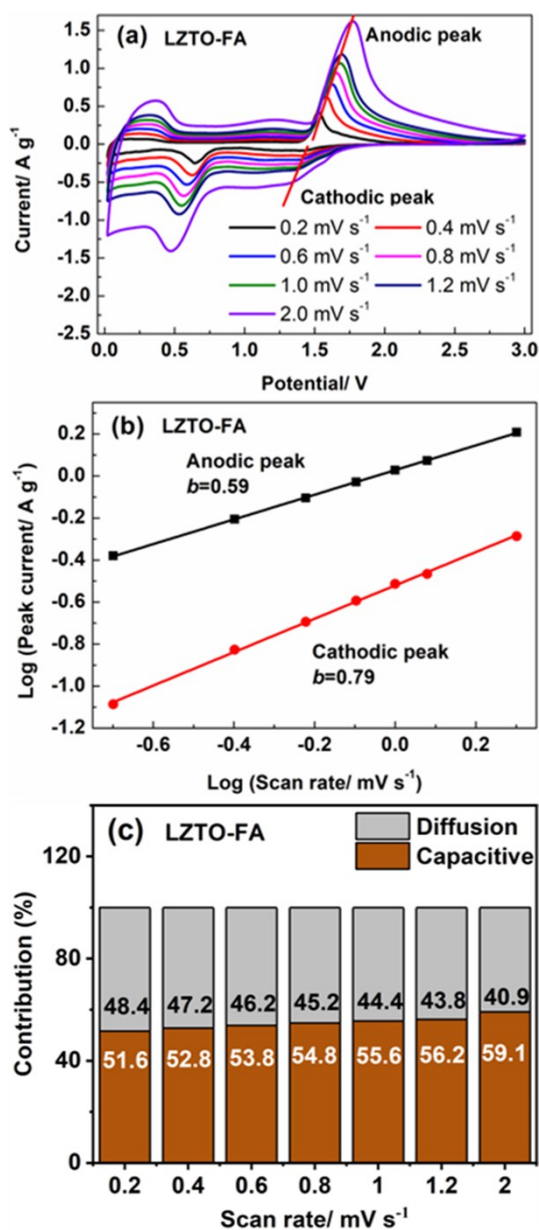 (a) LZTO-FA
Anodic peak
Cathodic peak
0.2 mV s⁻¹ 0.4 mV s⁻¹
0.6 mV s⁻¹ 0.8 mV s⁻¹
1.0 mV s⁻¹ 1.2 mV s⁻¹
2.0 mV s⁻¹
Current/ A g⁻¹
1.5
1.0
0.5
0.0
-0.5
-1.0
-1.5
-2.0
-2.5
0.0 0.5 1.0 1.5 2.0 2.5 3.0
Potential/ V
(b) LZTO-FA
Anodic peak
b=0.59
Cathodic peak
b=0.79
Log (Peak current/ A g⁻¹)
0.2
0.0
-0.2
-0.4
-0.6
-0.8
-1.0
-1.2
-0.6 -0.4 -0.2 0.0 0.2
Log (Scan rate/ mV s⁻¹)
(c) LZTO-FA
Diffusion
Capacitive
Contribution (%)
120
80
40
0
48.4 47.2 46.2 45.2 44.4 43.8 40.9
51.6 52.8 53.8 54.8 55.6 56.2 59.1
0.2 0.4 0.6 0.8 1 1.2 2
Scan rate/ mV s⁻¹